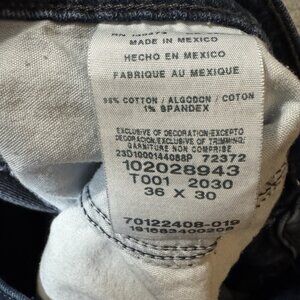 MADE IN MEXICO
HECHO EN MEXICO
FABRIQUE AU MEXIQUE
COTTON / ALGODON / COTON
1% SPANDEX
EXCLUSIVE OF DECORATION-EXCEPTO
DECORACION-EXCLUSIVE OF TRIMMING.
GARNITURE NON COMPRISE
23D1000144088P 72372
102028943
T001 2030
36 X 30
70122408-019